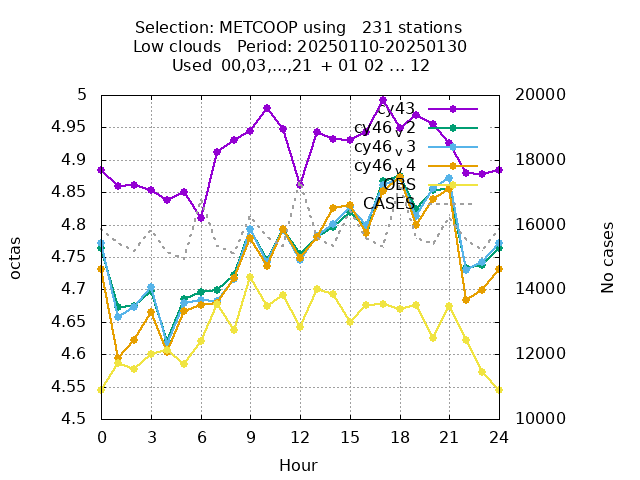 Selection: METCOOP using   231 stations
Low clouds   Period: 20250110-20250130
Used  00,03,...,21  + 01 02 ... 12
5
4.95
4.9
4.85
4.8
4.75
4.7
4.65
4.6
4.55
4.5
20000
18000
16000
14000
12000
10000
cy43
cy46_v2
cy46_v3
cy46_v4
OBS
CASES
octas
No cases
0 3 6 9 12 15 18 21 24
Hour